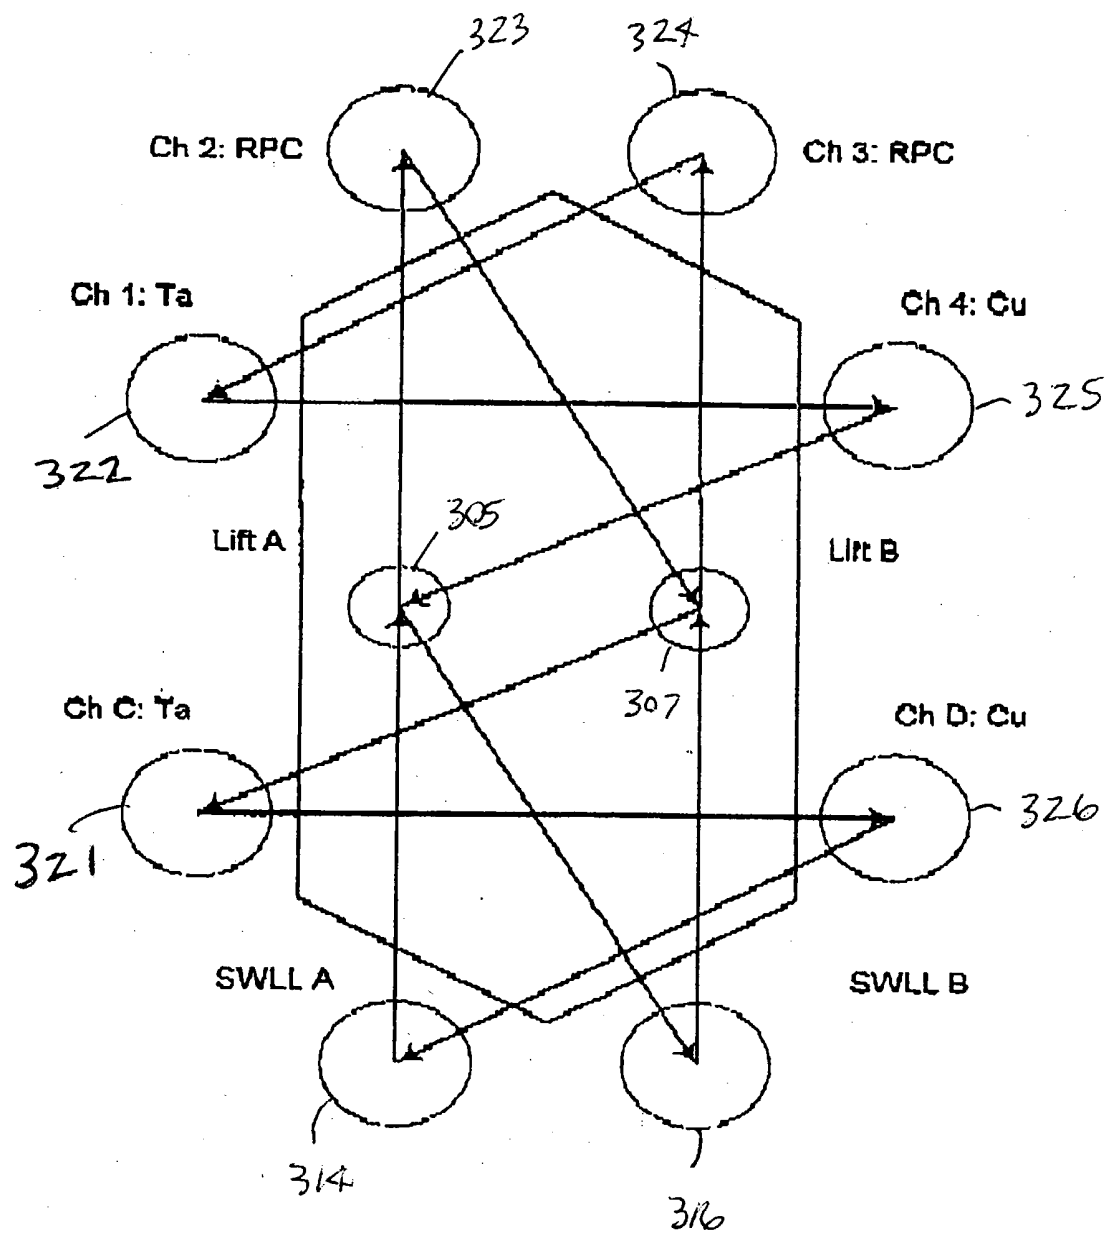 323
324
Ch 2: RPC
Ch 3: RPC
Ch 1: Ta
Ch 4: Cu
325
322
305
Lift A
Lift B
307
Ch C: Ta
Ch D: Cu
326
321
SWLL A
SWLL B
314
316